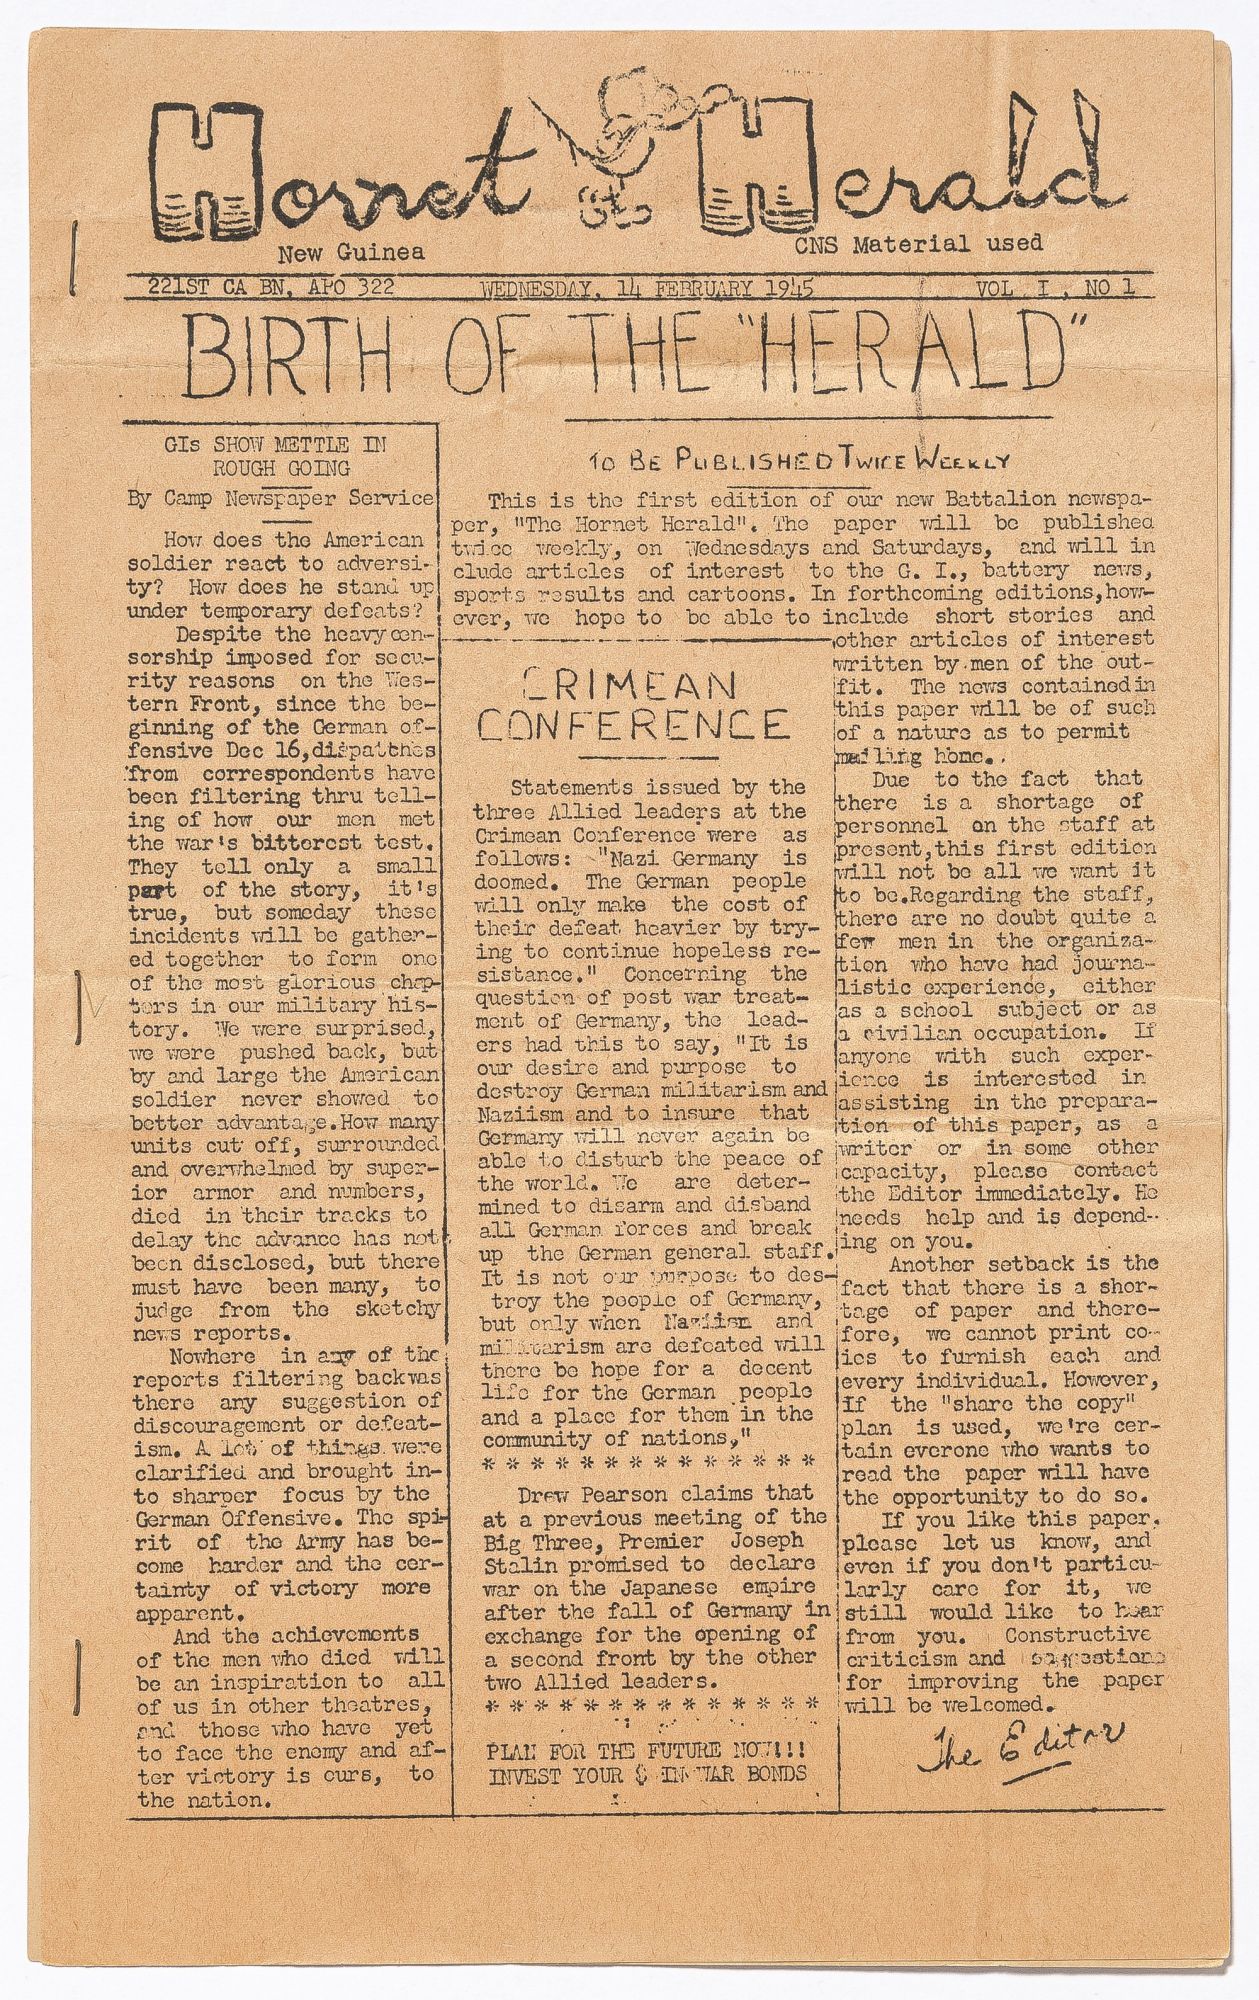 Hornet Herald
New Guinea
CNS Material used
221ST CA BN, APO 322 WEDNESDAY, 14 FEBRUARY 1945 VOL I, NO 1
BIRTH OF THE "HERALD"
GIs SHOW METTLE IN
ROUGH GOING
By Camp Newspaper Service
How does the American
soldier react to adversi-
ty? How does he stand up
under temporary defeats?
Despite the heavy cen-
sorship imposed for secu-
rity reasons on the Wes-
tern Front, since the be-
ginning of the German of-
fensive Dec 16, dispatches
from correspondents have
been filtering thru tell-
ing of how our men met
the war's bitterest test.
They tell only a small
part of the story, it's
true, but someday these
incidents will be gather-
ed together to form one
of the most glorious chap-
ters in our military his-
tory. We were surprised,
we were pushed back, but
by and large the American
soldier never showed to
better advantage. How many
units cut off, surrounded
and overwhelmed by super-
ior armor and numbers,
died in their tracks to
delay the advance has not
been disclosed, but there
must have been many, to
judge from the sketchy
news reports.
Nowhere in any of the
reports filtering back was
there any suggestion of
discouragement or defeat-
ism. A lot of things were
clarified and brought in-
to sharper focus by the
German Offensive. The spi-
rit of the Army has be-
come harder and the cer-
tainty of victory more
apparent.
And the achievements
of the men who died will
be an inspiration to all
of us in other theatres,
and those who have yet
to face the enemy and af-
ter victory is ours, to
the nation.
TO BE PUBLISHED TWICE WEEKLY
This is the first edition of our new Battalion newspa-
per, "The Hornet Herald". The paper will be published
twice weekly, on Wednesdays and Saturdays, and will in
clude articles of interest to the G. I., battery news,
sports results and cartoons. In forthcoming editions, how-
ever, we hope to be able to include short stories and
other articles of interest
written by men of the out-
fit. The news contained in
this paper will be of such
of a nature as to permit
mailing home.
Due to the fact that
there is a shortage of
personnel on the staff at
present, this first edition
will not be all we want it
to be. Regarding the staff,
there are no doubt quite a
few men in the organiza-
tion who have had journa-
listic experience, either
as a school subject or as
a civilian occupation. If
anyone with such exper-
ience is interested in
assisting in the prepara-
tion of this paper, as a
writer or in some other
capacity, please contact
the Editor immediately. He
needs help and is depend-
ing on you.
Another setback is the
fact that there is a shor-
tage of paper and there-
fore, we cannot print co-
ies to furnish each and
every individual. However,
If the "share the copy"
plan is used, we're cer-
tain everone who wants to
read the paper will have
the opportunity to do so.
If you like this paper,
please let us know, and
even if you don't particu-
larly care for it, we
still would like to hear
from you. Constructive
criticism and suggestions
for improving the paper
will be welcomed.
The Editor
CRIMEAN
CONFERENCE
Statements issued by the
three Allied leaders at the
Crimean Conference were as
follows: "Nazi Germany is
doomed. The German people
will only make the cost of
their defeat heavier by try-
ing to continue hopeless re-
sistance." Concerning the
question of post war treat-
ment of Germany, the lead-
ers had this to say, "It is
our desire and purpose to
destroy German militarism and
Naziism and to insure that
Germany will never again be
able to disturb the peace of
the world. We are deter-
mined to disarm and disband
all German forces and break
up the German general staff.
It is not our purpose to des-
troy the people of Germany,
but only when Naziism and
militarism are defeated will
there be hope for a decent
life for the German people
and a place for them in the
community of nations,"
* * * * * * * * * * * * * *
Drew Pearson claims that
at a previous meeting of the
Big Three, Premier Joseph
Stalin promised to declare
war on the Japanese empire
after the fall of Germany in
exchange for the opening of
a second front by the other
two Allied leaders.
* * * * * * * * * * * * * *
PLAN FOR THE FUTURE NOW!!!
INVEST YOUR $ IN WAR BONDS